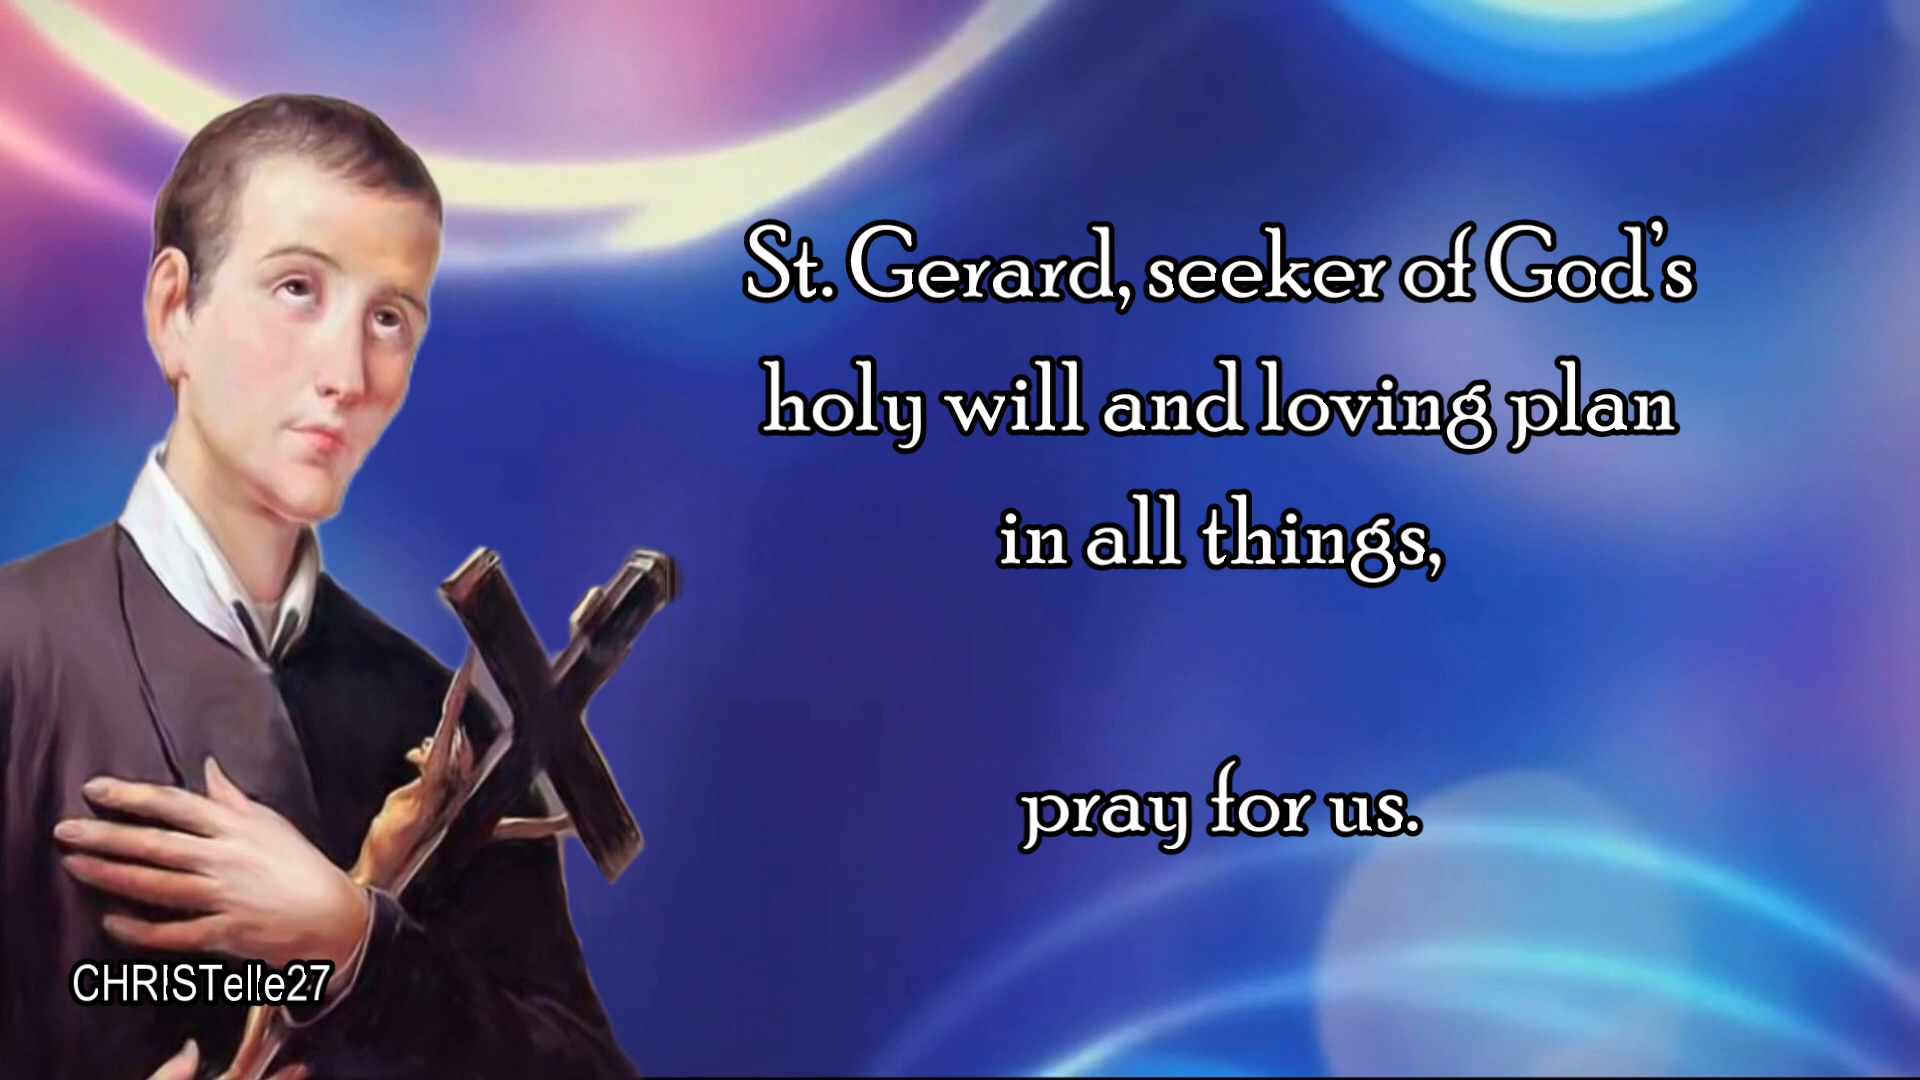 St. Gerard, seeker of God's
holy will and loving plan
in all things,
pray for us.
CHRISTelle27